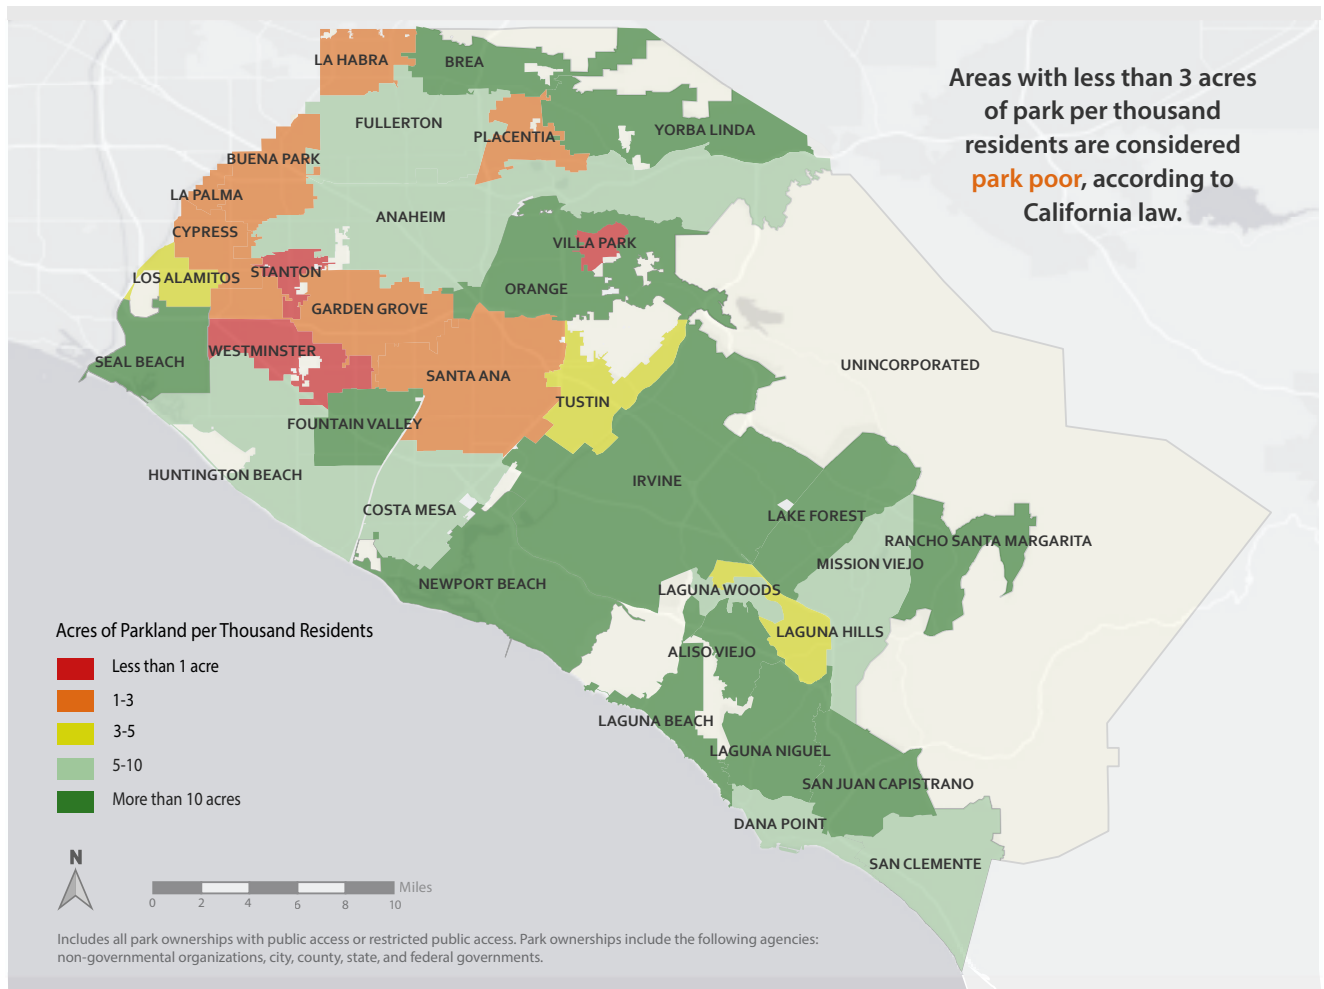 Areas with less than 3 acres
of park per thousand
residents are considered
park poor, according to
California law.
LA HABRA
BREA
FULLERTON
PLACENTIA
YORBA LINDA
BUENA PARK
LA PALMA
ANAHEIM
CYPRESS
VILLA PARK
STANTON
LOS ALAMITOS
ORANGE
GARDEN GROVE
WESTMINSTER
SEAL BEACH
UNINCORPORATED
SANTA ANA
TUSTIN
FOUNTAIN VALLEY
HUNTINGTON BEACH
IRVINE
COSTA MESA
LAKE FOREST
RANCHO SANTA MARGARITA
MISSION VIEJO
NEWPORT BEACH
LAGUNA WOODS
LAGUNA HILLS
ALISO VIEJO
LAGUNA BEACH
LAGUNA NIGUEL
SAN JUAN CAPISTRANO
DANA POINT
SAN CLEMENTE
Acres of Parkland per Thousand Residents
Less than 1 acre
1-3
3-5
5-10
More than 10 acres
N
Miles
0 2 4 6 8 10
Includes all park ownerships with public access or restricted public access. Park ownerships include the following agencies:
non-governmental organizations, city, county, state, and federal governments.